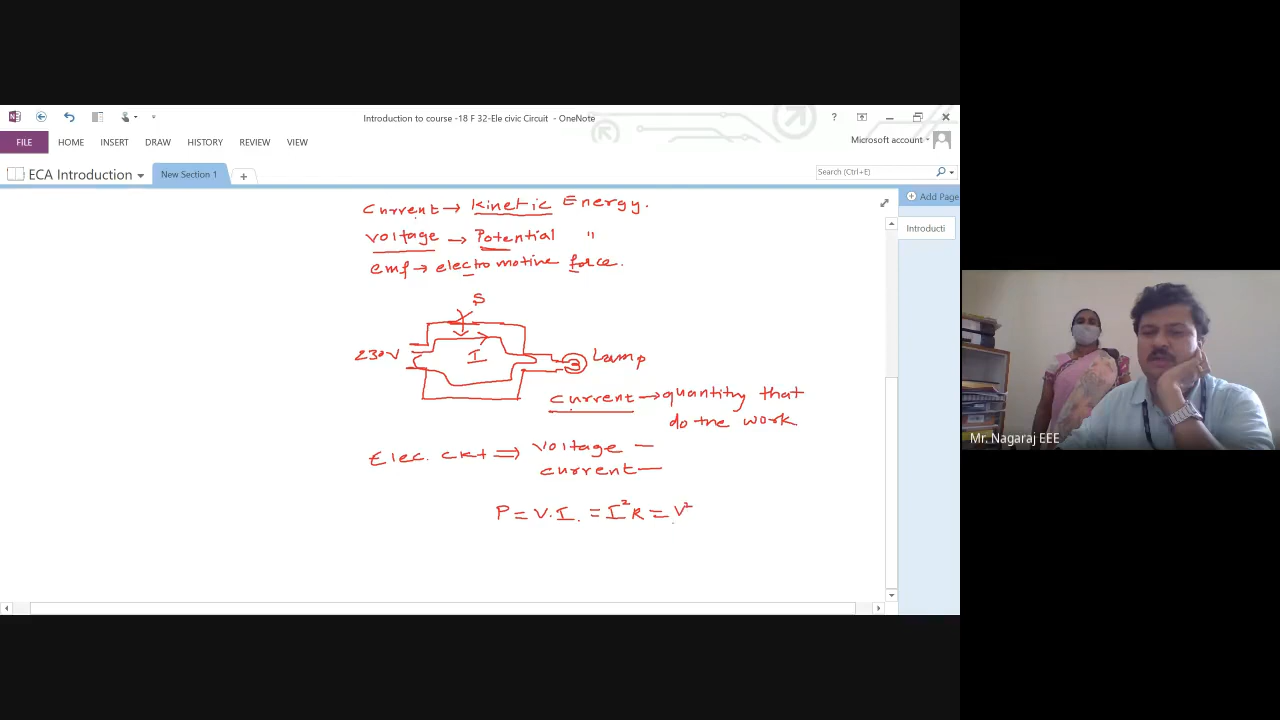 Introduction to course -18 F 32-Ele civic Circuit - OneNote
?
FILE HOME INSERT DRAW HISTORY REVIEW VIEW
Microsoft account
ECA Introduction New Section 1 +
Search (Ctrl+E)
Add Page
Introducti
Current → Kinetic Energy.
Voltage → Potential "
emf → electro motive force.
S
230V
I
Lamp
current → quantity that
do the work
Elec. ckt ⇒ Voltage —
current —
P = V.I. = I²R = V²
Mr. Nagaraj EEE